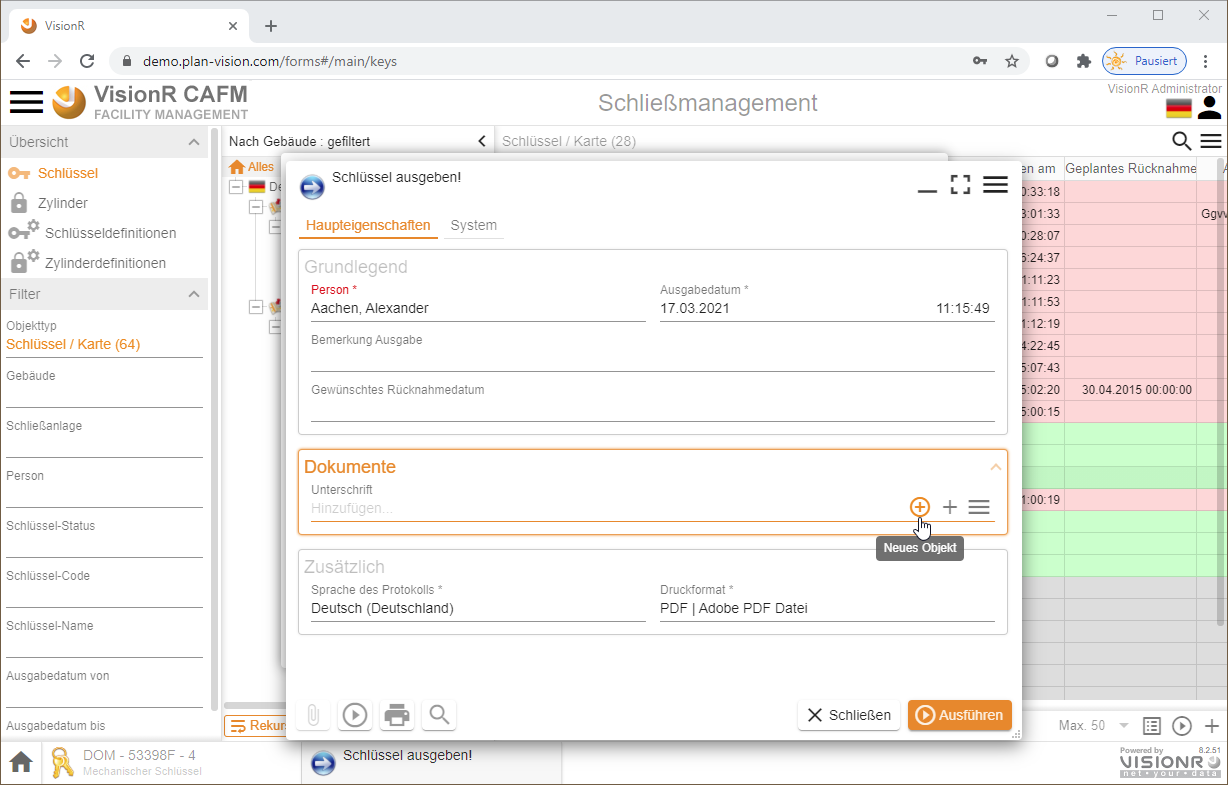 VisionR
demo.plan-vision.com/forms#/main/keys
Pausiert
VisionR CAFM
FACILITY MANAGEMENT
Schließmanagement
VisionR Administrator
Übersicht
Schlüssel
Zylinder
Schlüsseldefinitionen
Zylinderdefinitionen
Filter
Objekttyp
Schlüssel / Karte (64)
Gebäude
Schließanlage
Person
Schlüssel-Status
Schlüssel-Code
Schlüssel-Name
Ausgabedatum von
Ausgabedatum bis
Nach Gebäude : gefiltert
Schlüssel / Karte (28)
Alles
De
Rekurs
en am
Geplantes Rücknahme
A
0:33:18
3:01:33
Ggvv
0:28:07
6:24:37
1:11:23
1:11:53
1:12:19
4:22:45
5:07:43
5:02:20
30.04.2015 00:00:00
5:00:15
1:00:19
Schlüssel ausgeben!
Haupteigenschaften
System
Grundlegend
Person *
Ausgabedatum *
Aachen, Alexander
17.03.2021
11:15:49
Bemerkung Ausgabe
Gewünschtes Rücknahmedatum
Dokumente
Unterschrift
Hinzufügen...
Neues Objekt
Zusätzlich
Sprache des Protokolls *
Druckformat *
Deutsch (Deutschland)
PDF | Adobe PDF Datei
Schließen
Ausführen
Max. 50
DOM - 53398F - 4
Mechanischer Schlüssel
Schlüssel ausgeben!
Powered by
8.2.51
VISIONR
net • your • data